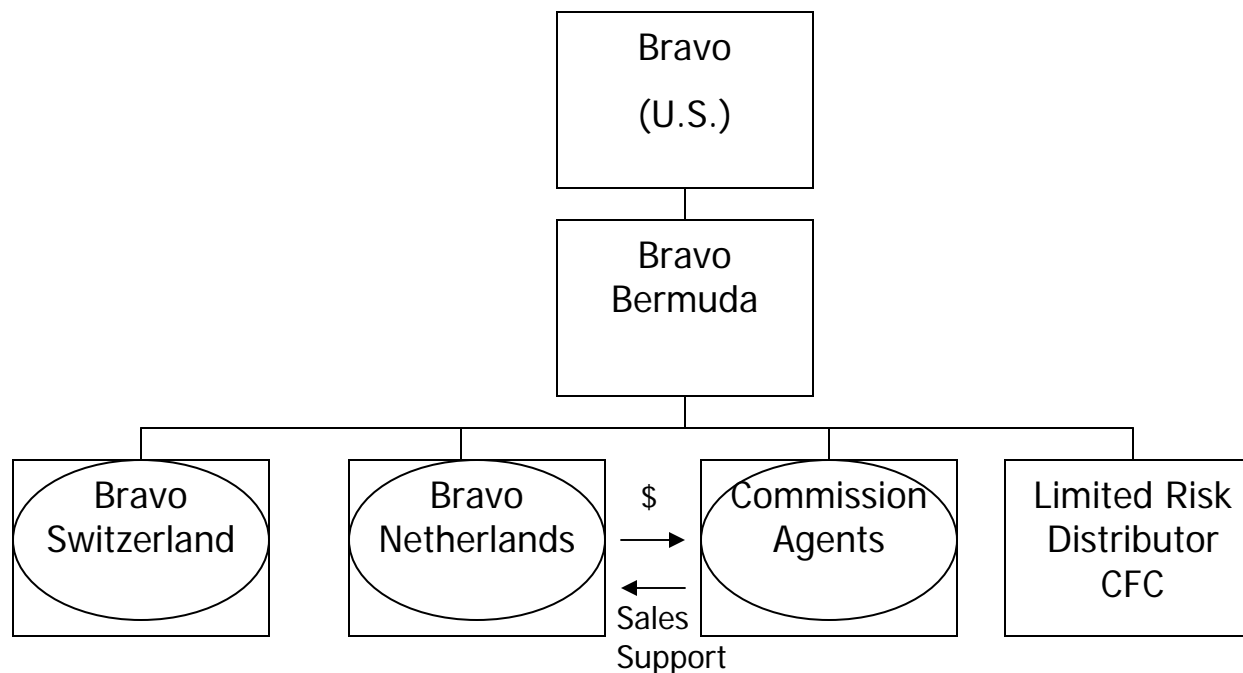 Bravo
(U.S.)
Bravo
Bermuda
Bravo
Switzerland
Bravo
Netherlands
$
Sales
Support
Commission
Agents
Limited Risk
Distributor
CFC